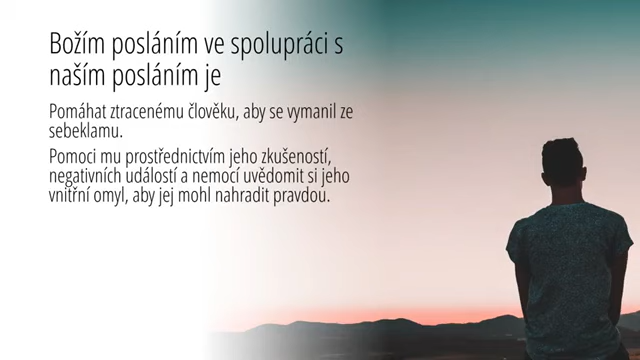 Božím posláním ve spolupráci s
naším posláním je
Pomáhat ztracenému člověku, aby se vymanil ze
sebeklamu.
Pomoci mu prostřednictvím jeho zkušeností,
negativních událostí a nemocí uvědomit si jeho
vnitřní omyl, aby jej mohl nahradit pravdou.